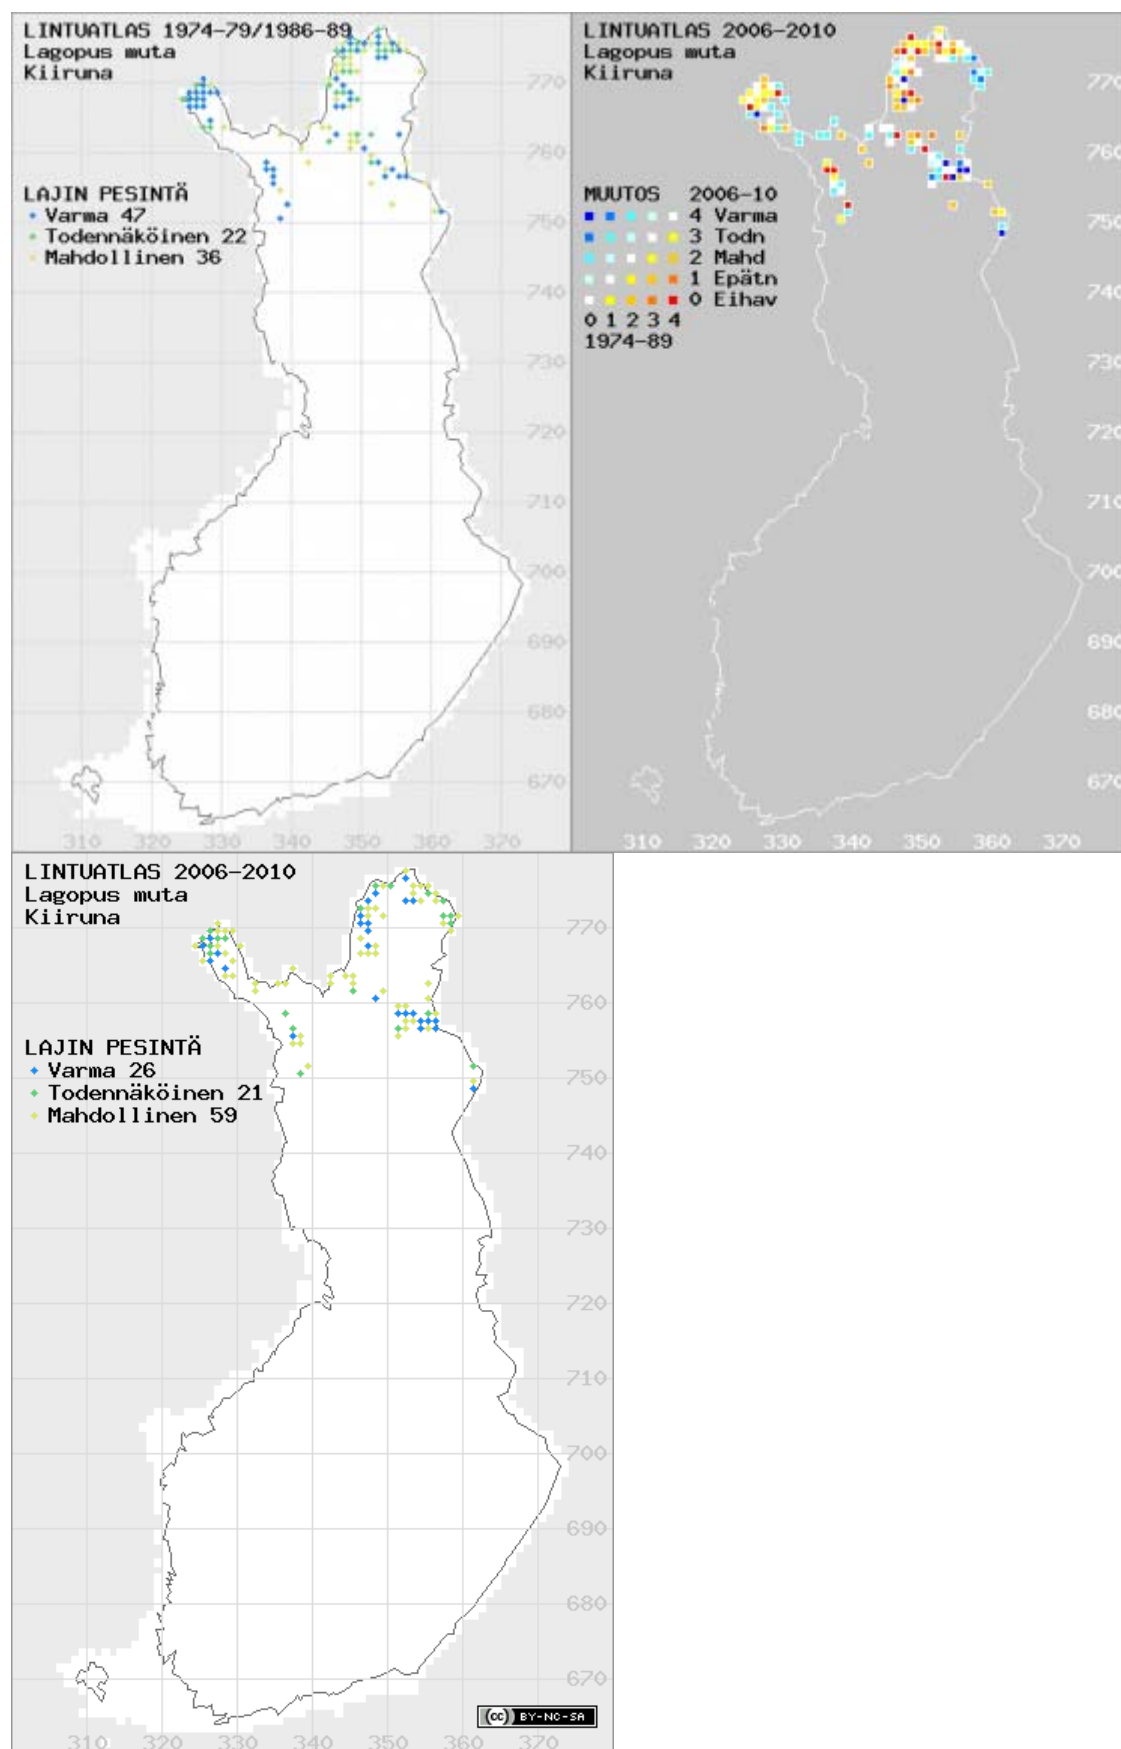 LINTUATLAS 1974-79/1986-89
Lagopus muta
Kiiruna
LAJIN PESINTÄ
Varma 47
Todennäköinen 22
Mahdollinen 36
770
760
750
740
730
720
710
700
690
680
670
310 320 330 340 350 360 370
LINTUATLAS 2006-2010
Lagopus muta
Kiiruna
MUUTOS 2006-10
4 Varma
3 Todn
2 Mahd
1 Epätn
0 Eihav
0 1 2 3 4
1974-89
770
760
750
740
730
720
710
700
690
680
670
310 320 330 340 350 360 370
LINTUATLAS 2006-2010
Lagopus muta
Kiiruna
LAJIN PESINTÄ
Varma 26
Todennäköinen 21
Mahdollinen 59
770
760
750
740
730
720
710
700
690
680
670
310 320 330 340 350 360 370
(cc) BY-NC-SA